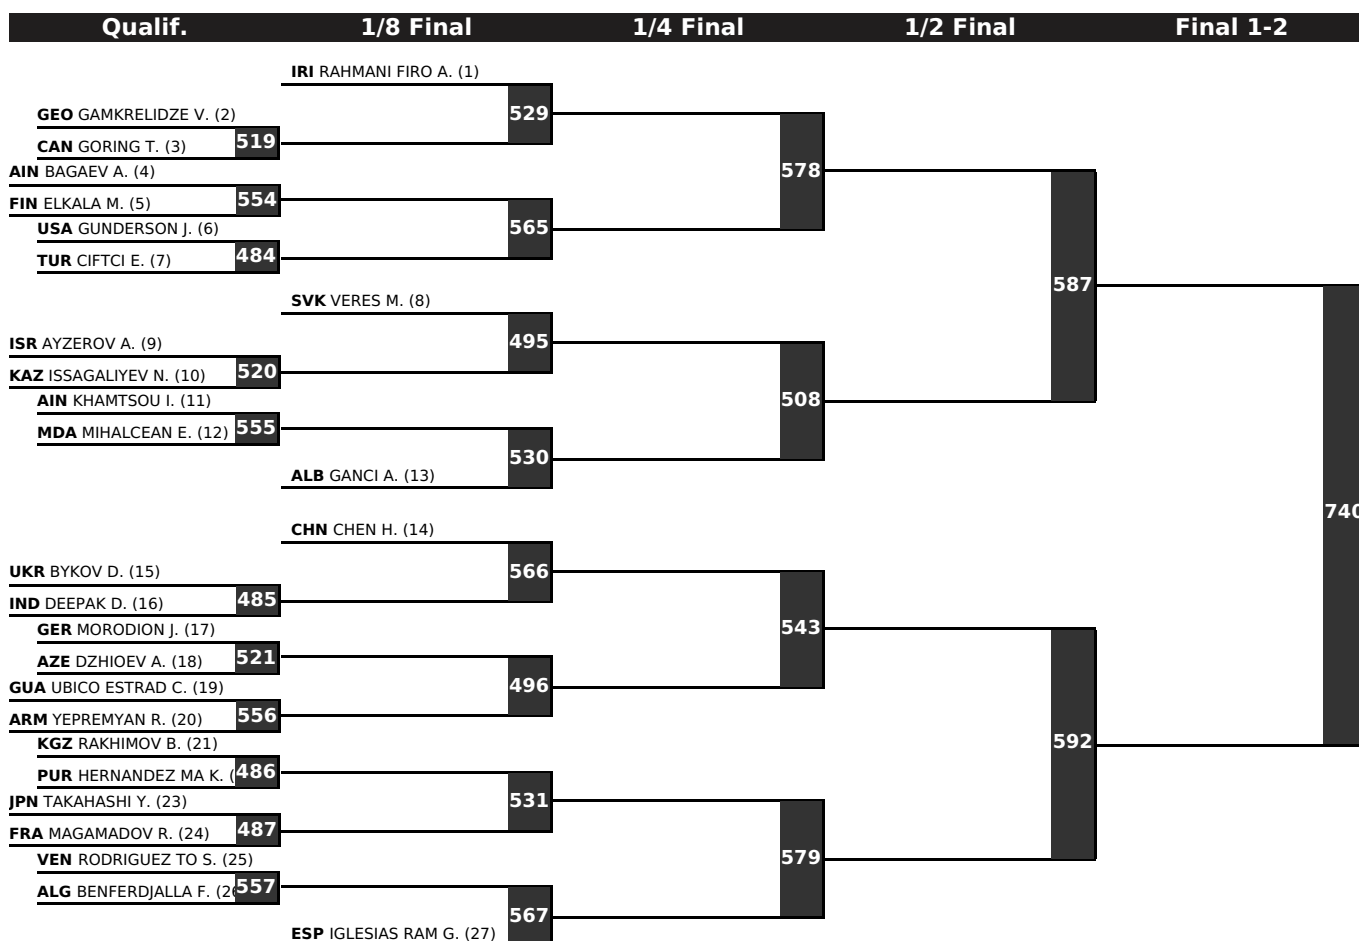 Qualif. 1/8 Final 1/4 Final 1/2 Final Final 1-2
IRI RAHMANI FIRO A. (1)
529
GEO GAMKRELIDZE V. (2)
519
CAN GORING T. (3)
AIN BAGAEV A. (4)
578
554
FIN ELKALA M. (5)
565
USA GUNDERSON J. (6)
484
TUR CIFTCI E. (7)
587
SVK VERES M. (8)
495
ISR AYZEROV A. (9)
520
KAZ ISSAGALIYEV N. (10)
AIN KHAMTSOU I. (11)
508
555
MDA MIHALCEAN E. (12)
530
ALB GANCI A. (13)
740
CHN CHEN H. (14)
566
UKR BYKOV D. (15)
485
IND DEEPAK D. (16)
GER MORODION J. (17)
543
521
AZE DZHIOEV A. (18)
496
GUA UBICO ESTRAD C. (19)
556
ARM YEPREMYAN R. (20)
592
KGZ RAKHIMOV B. (21)
486
PUR HERNANDEZ MA K. (
JPN TAKAHASHI Y. (23)
531
487
FRA MAGAMADOV R. (24)
VEN RODRIGUEZ TO S. (25)
579
557
ALG BENFERDJALLA F. (26
567
ESP IGLESIAS RAM G. (27)